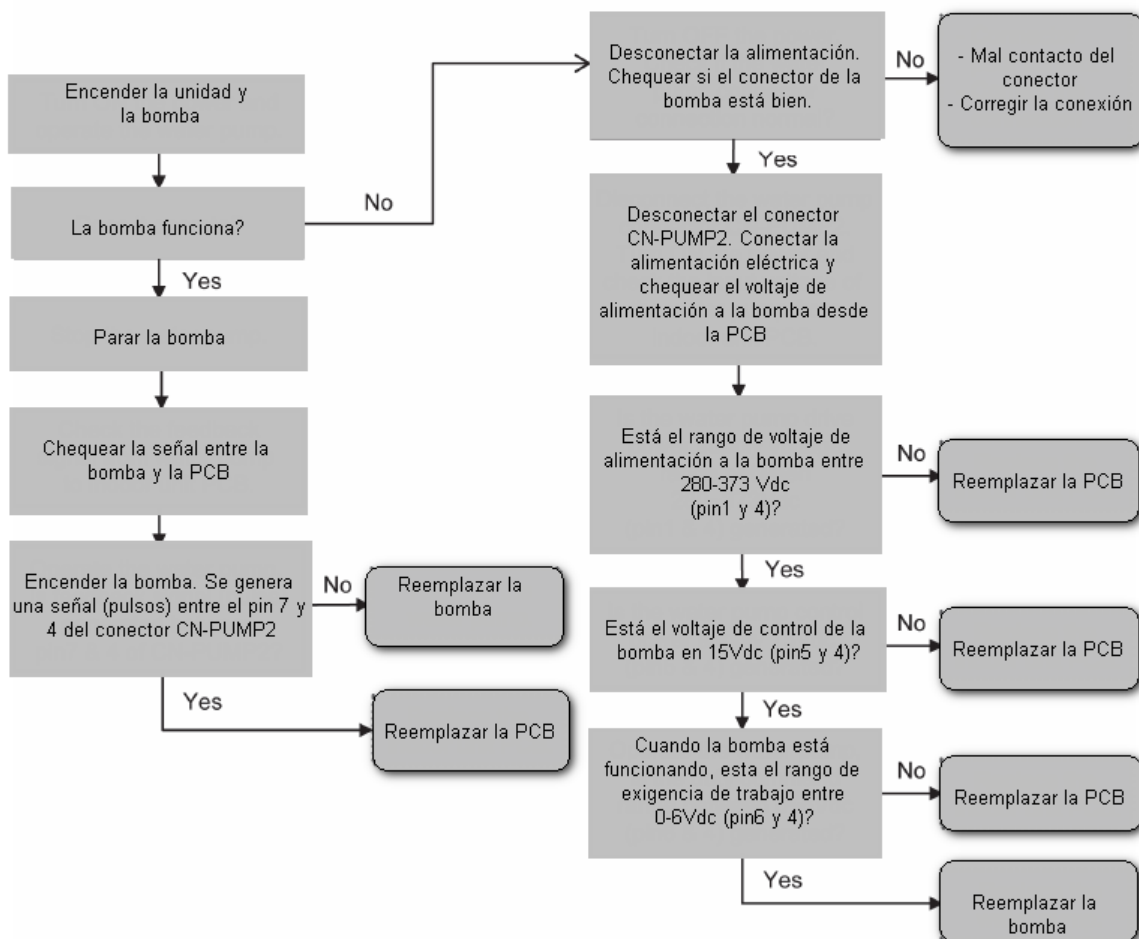 Encender la unidad y
la bomba
La bomba funciona?
No
Yes
Parar la bomba
Chequear la señal entre la
bomba y la PCB
Encender la bomba. Se genera
una señal (pulsos) entre el pin 7 y
4 del conector CN-PUMP2
No
Reemplazar la
bomba
Yes
Reemplazar la PCB
Desconectar la alimentación.
Chequear si el conector de la
bomba está bien.
No
- Mal contacto del
conector
- Corregir la conexión
Yes
Desconectar el conector
CN-PUMP2. Conectar la
alimentación eléctrica y
chequear el voltaje de
alimentación a la bomba desde
la PCB
Está el rango de voltaje de
alimentación a la bomba entre
280-373 Vdc
(pin1 y 4)?
No
Reemplazar la PCB
Yes
Está el voltaje de control de la
bomba en 15Vdc (pin5 y 4)?
No
Reemplazar la PCB
Yes
Cuando la bomba está
funcionando, esta el rango de
exigencia de trabajo entre
0-6Vdc (pin6 y 4)?
No
Reemplazar la PCB
Yes
Reemplazar la
bomba